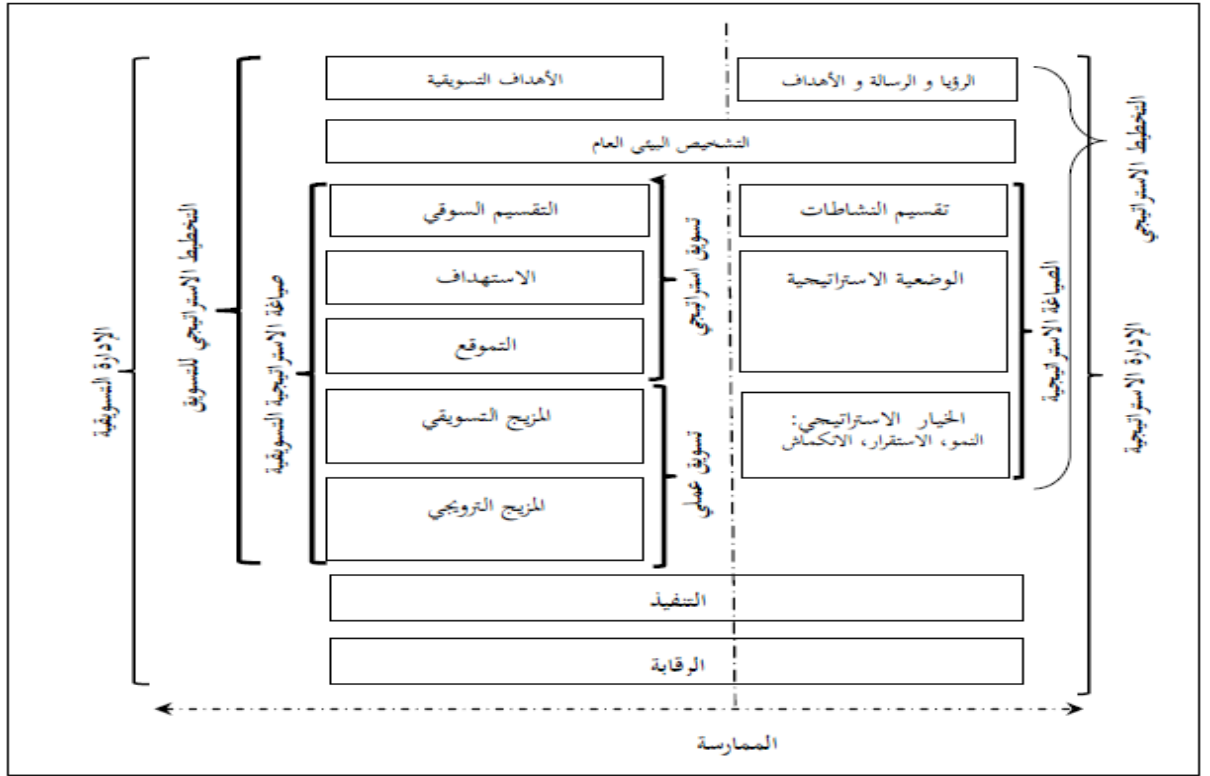 الرؤيا و الرسالة و الأهداف
الأهداف التسويقية
التشخيص البيئي العام
تقسيم النشاطات
التقسيم السوقي
الوضعية الاستراتيجية
الاستهداف
التموقع
الخيار الاستراتيجي:
النمو، الاستقرار، الانكماش
المزيج التسويقي
المزيج الترويجي
التنفيذ
الرقابة
الممارسة
التخطيط الاستراتيجي
الإدارة الاستراتيجية
الصياغة الاستراتيجية
تسويق استراتيجي
تسويق عملي
صياغة الاستراتيجية التسويقية
التخطيط الاستراتيجي للتسويق
الإدارة التسويقية